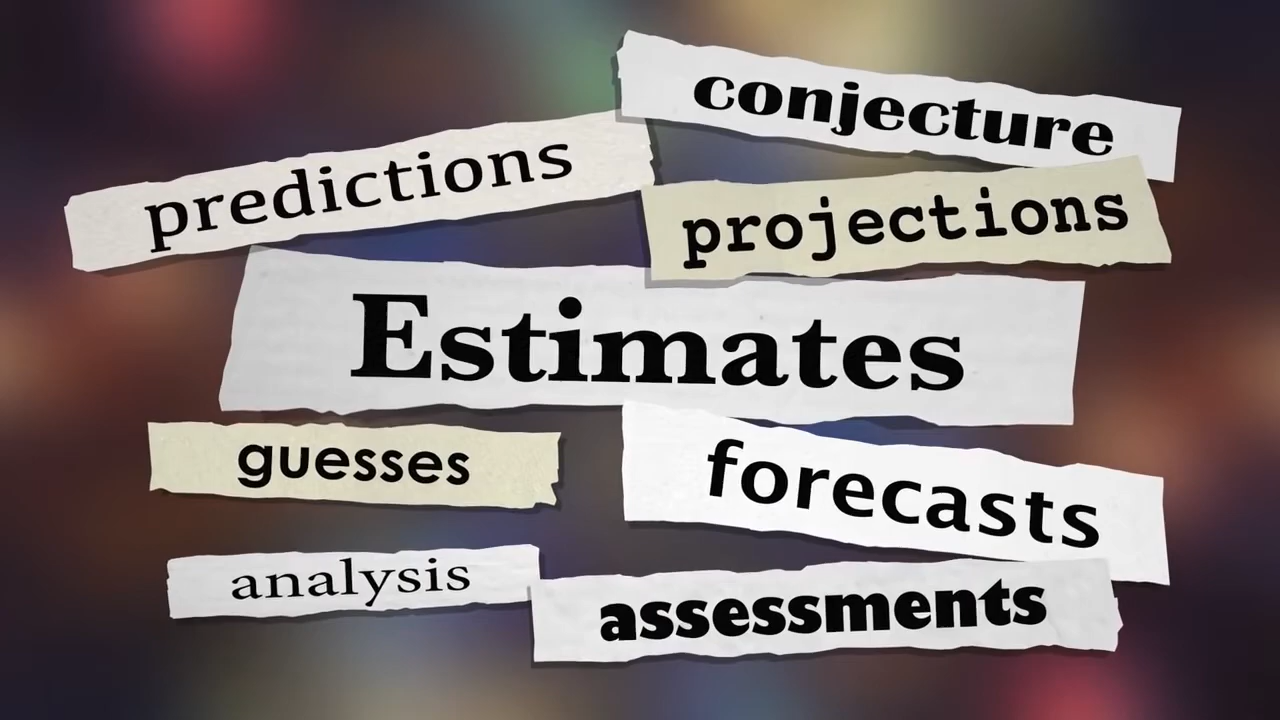 conjecture
predictions
projections
Estimates
guesses
forecasts
analysis
assessments